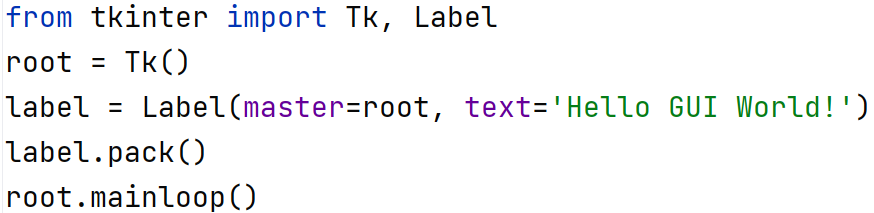 from tkinter import Tk, Label
root = Tk()
label = Label(master=root, text='Hello GUI World!')
label.pack()
root.mainloop()